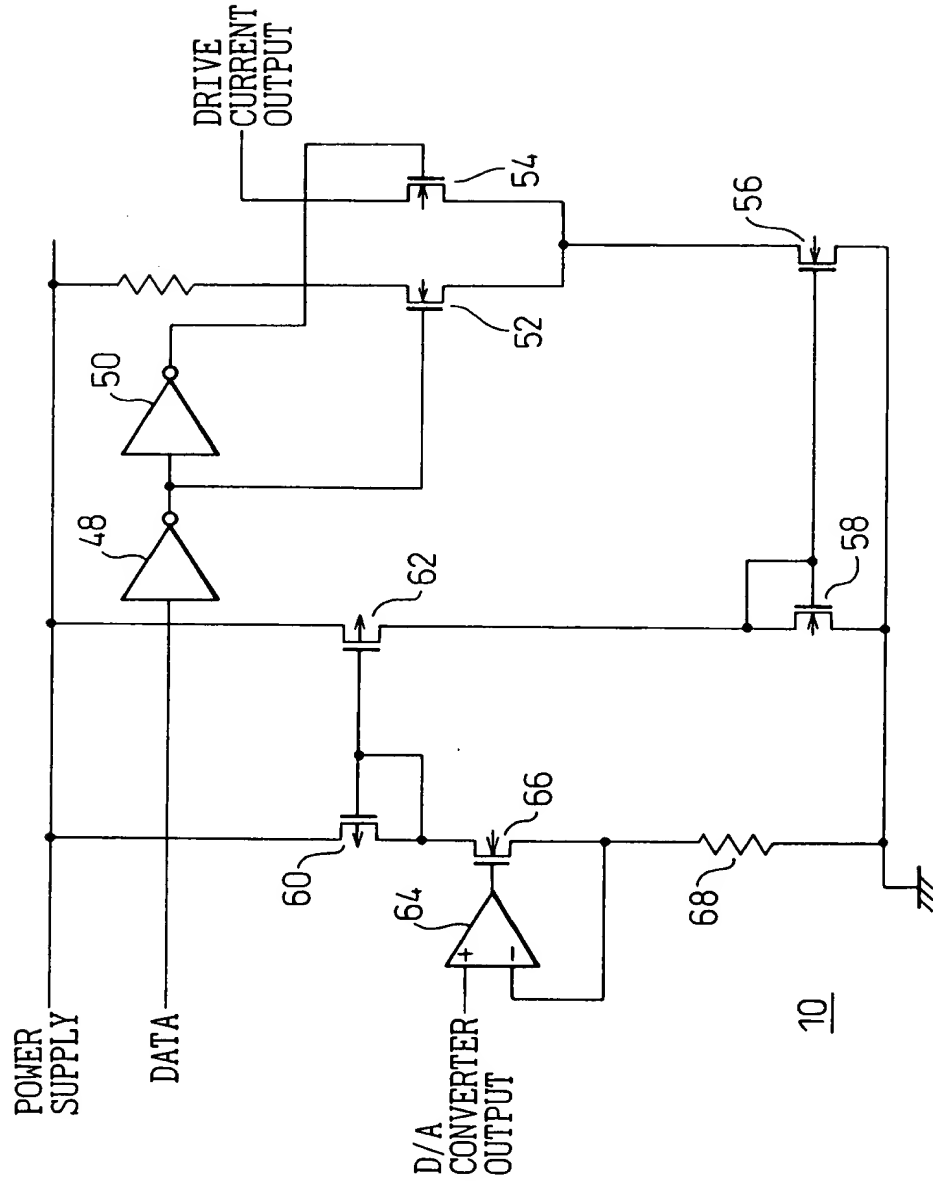 POWER
SUPPLY
DATA
D/A
CONVERTER
OUTPUT
DRIVE
CURRENT
OUTPUT
48
50
52
54
56
58
60
62
64
+
−
66
68
10